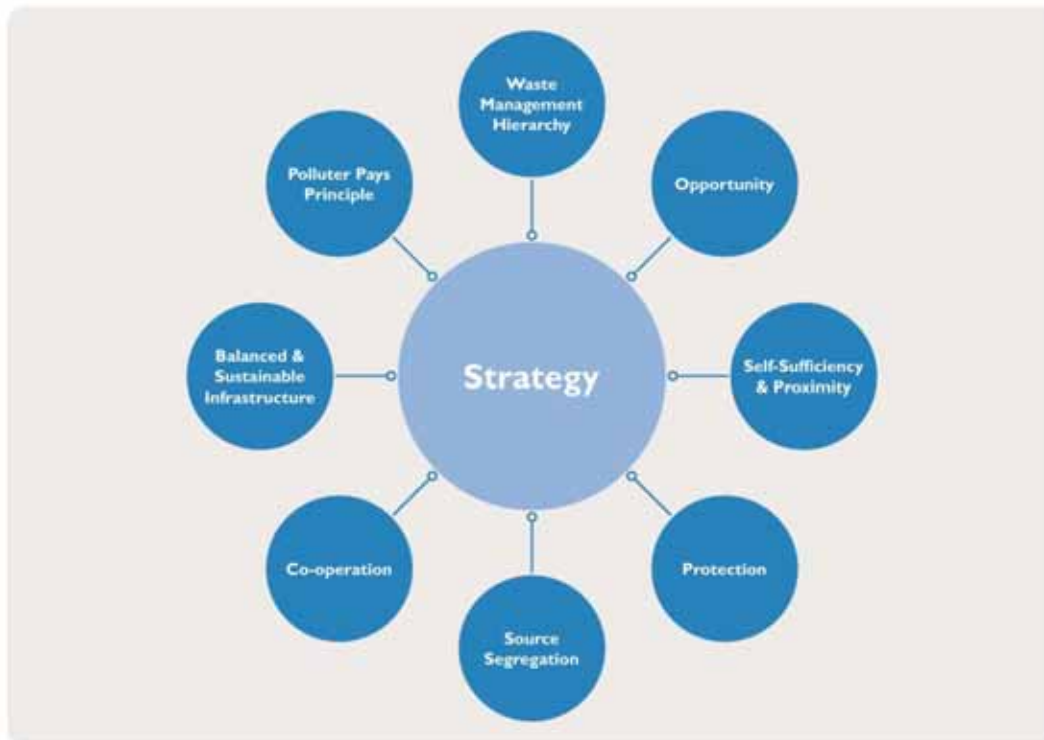 Waste
Management
Hierarchy
Polluter Pays
Principle
Opportunity
Balanced &
Sustainable
Infrastructure
Strategy
Self-Sufficiency
& Proximity
Co-operation
Protection
Source
Segregation